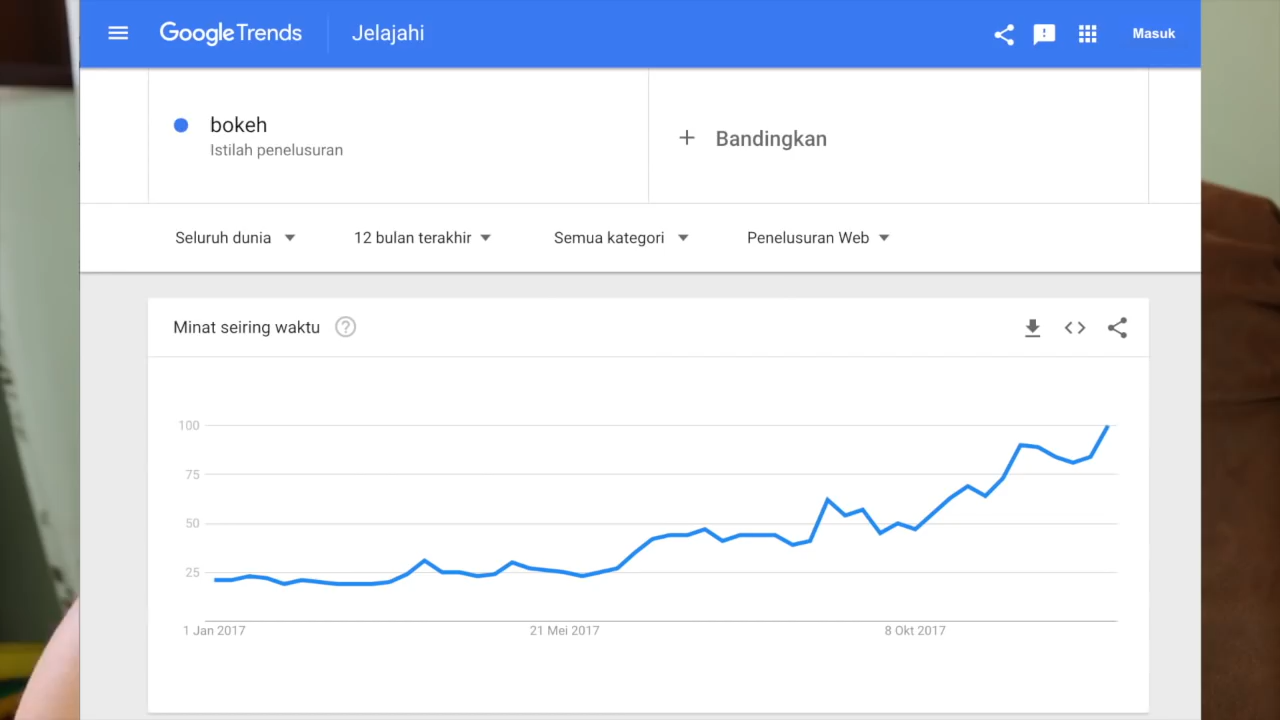 Google Trends
Jelajahi
Masuk
bokeh
Istilah penelusuran
+ Bandingkan
Seluruh dunia
12 bulan terakhir
Semua kategori
Penelusuran Web
Minat seiring waktu
100
75
50
25
1 Jan 2017
21 Mei 2017
8 Okt 2017